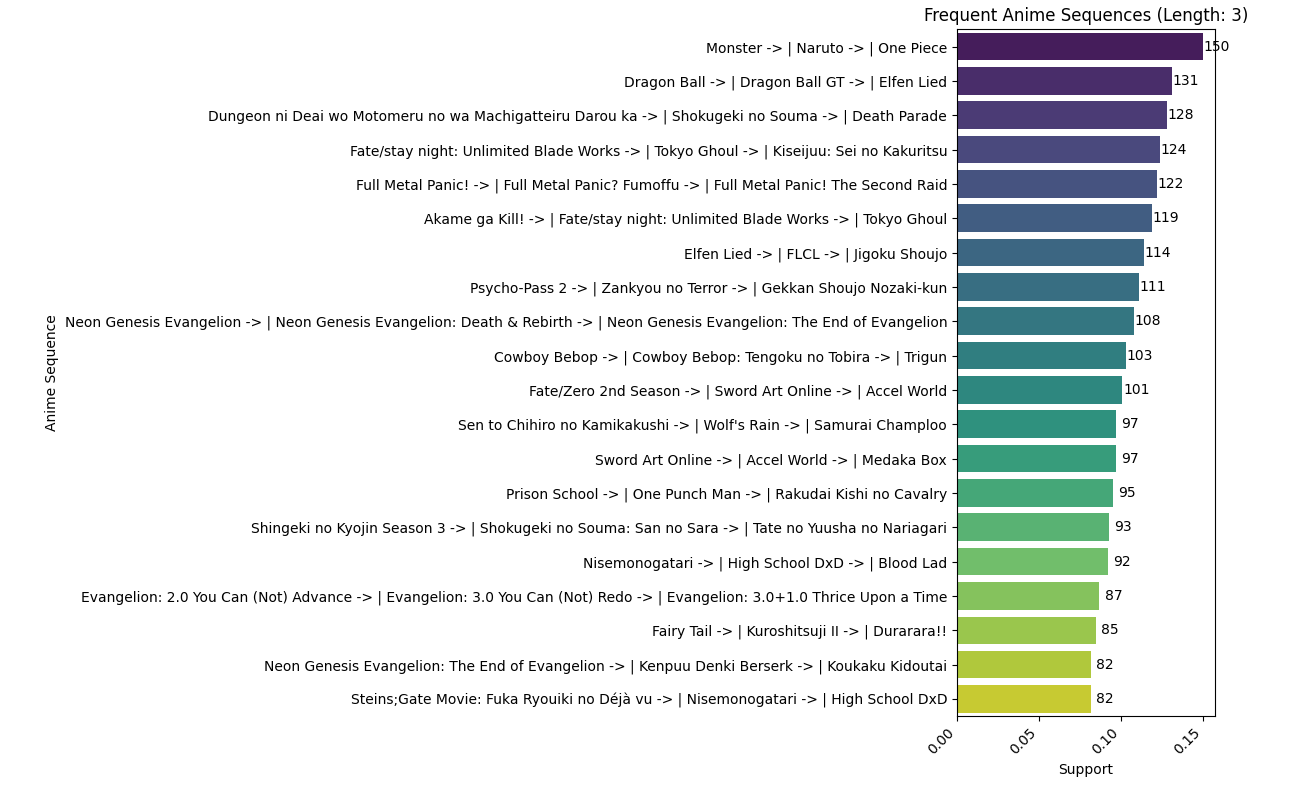 Frequent Anime Sequences (Length: 3)
Monster -> | Naruto -> | One Piece
150
Dragon Ball -> | Dragon Ball GT -> | Elfen Lied
131
Dungeon ni Deai wo Motomeru no wa Machigatteiru Darou ka -> | Shokugeki no Souma -> | Death Parade
128
Fate/stay night: Unlimited Blade Works -> | Tokyo Ghoul -> | Kiseijuu: Sei no Kakuritsu
124
Full Metal Panic! -> | Full Metal Panic? Fumoffu -> | Full Metal Panic! The Second Raid
122
Akame ga Kill! -> | Fate/stay night: Unlimited Blade Works -> | Tokyo Ghoul
119
Elfen Lied -> | FLCL -> | Jigoku Shoujo
114
Psycho-Pass 2 -> | Zankyou no Terror -> | Gekkan Shoujo Nozaki-kun
111
Neon Genesis Evangelion -> | Neon Genesis Evangelion: Death & Rebirth -> | Neon Genesis Evangelion: The End of Evangelion
108
Cowboy Bebop -> | Cowboy Bebop: Tengoku no Tobira -> | Trigun
103
Fate/Zero 2nd Season -> | Sword Art Online -> | Accel World
101
Sen to Chihiro no Kamikakushi -> | Wolf's Rain -> | Samurai Champloo
97
Sword Art Online -> | Accel World -> | Medaka Box
97
Prison School -> | One Punch Man -> | Rakudai Kishi no Cavalry
95
Shingeki no Kyojin Season 3 -> | Shokugeki no Souma: San no Sara -> | Tate no Yuusha no Nariagari
93
Nisemonogatari -> | High School DxD -> | Blood Lad
92
Evangelion: 2.0 You Can (Not) Advance -> | Evangelion: 3.0 You Can (Not) Redo -> | Evangelion: 3.0+1.0 Thrice Upon a Time
87
Fairy Tail -> | Kuroshitsuji II -> | Durarara!!
85
Neon Genesis Evangelion: The End of Evangelion -> | Kenpuu Denki Berserk -> | Koukaku Kidoutai
82
Steins;Gate Movie: Fuka Ryouiki no Déjà vu -> | Nisemonogatari -> | High School DxD
82
Anime Sequence
0.00
0.05
0.10
0.15
Support